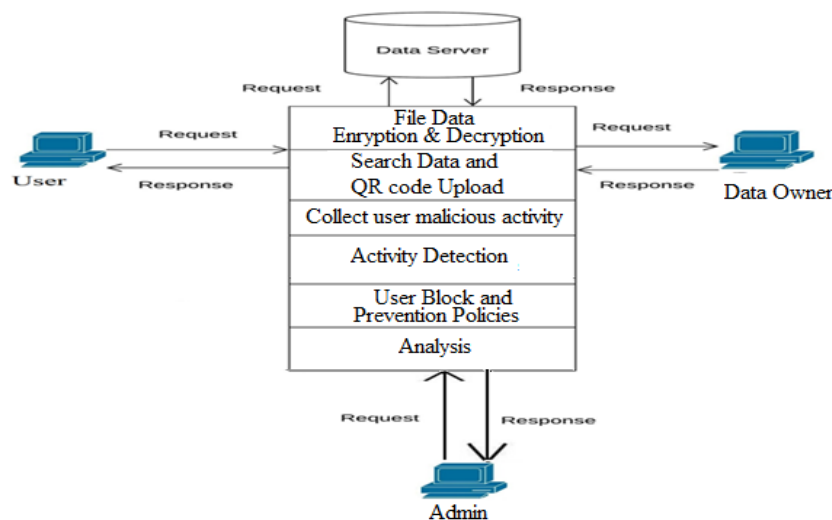 Data Server
Request
Response
File Data
Enryption & Decryption
Request
Request
Search Data and
QR code Upload
Response
Response
User
Data Owner
Collect user malicious activity
Activity Detection
User Block and
Prevention Policies
Analysis
Request
Response
Admin